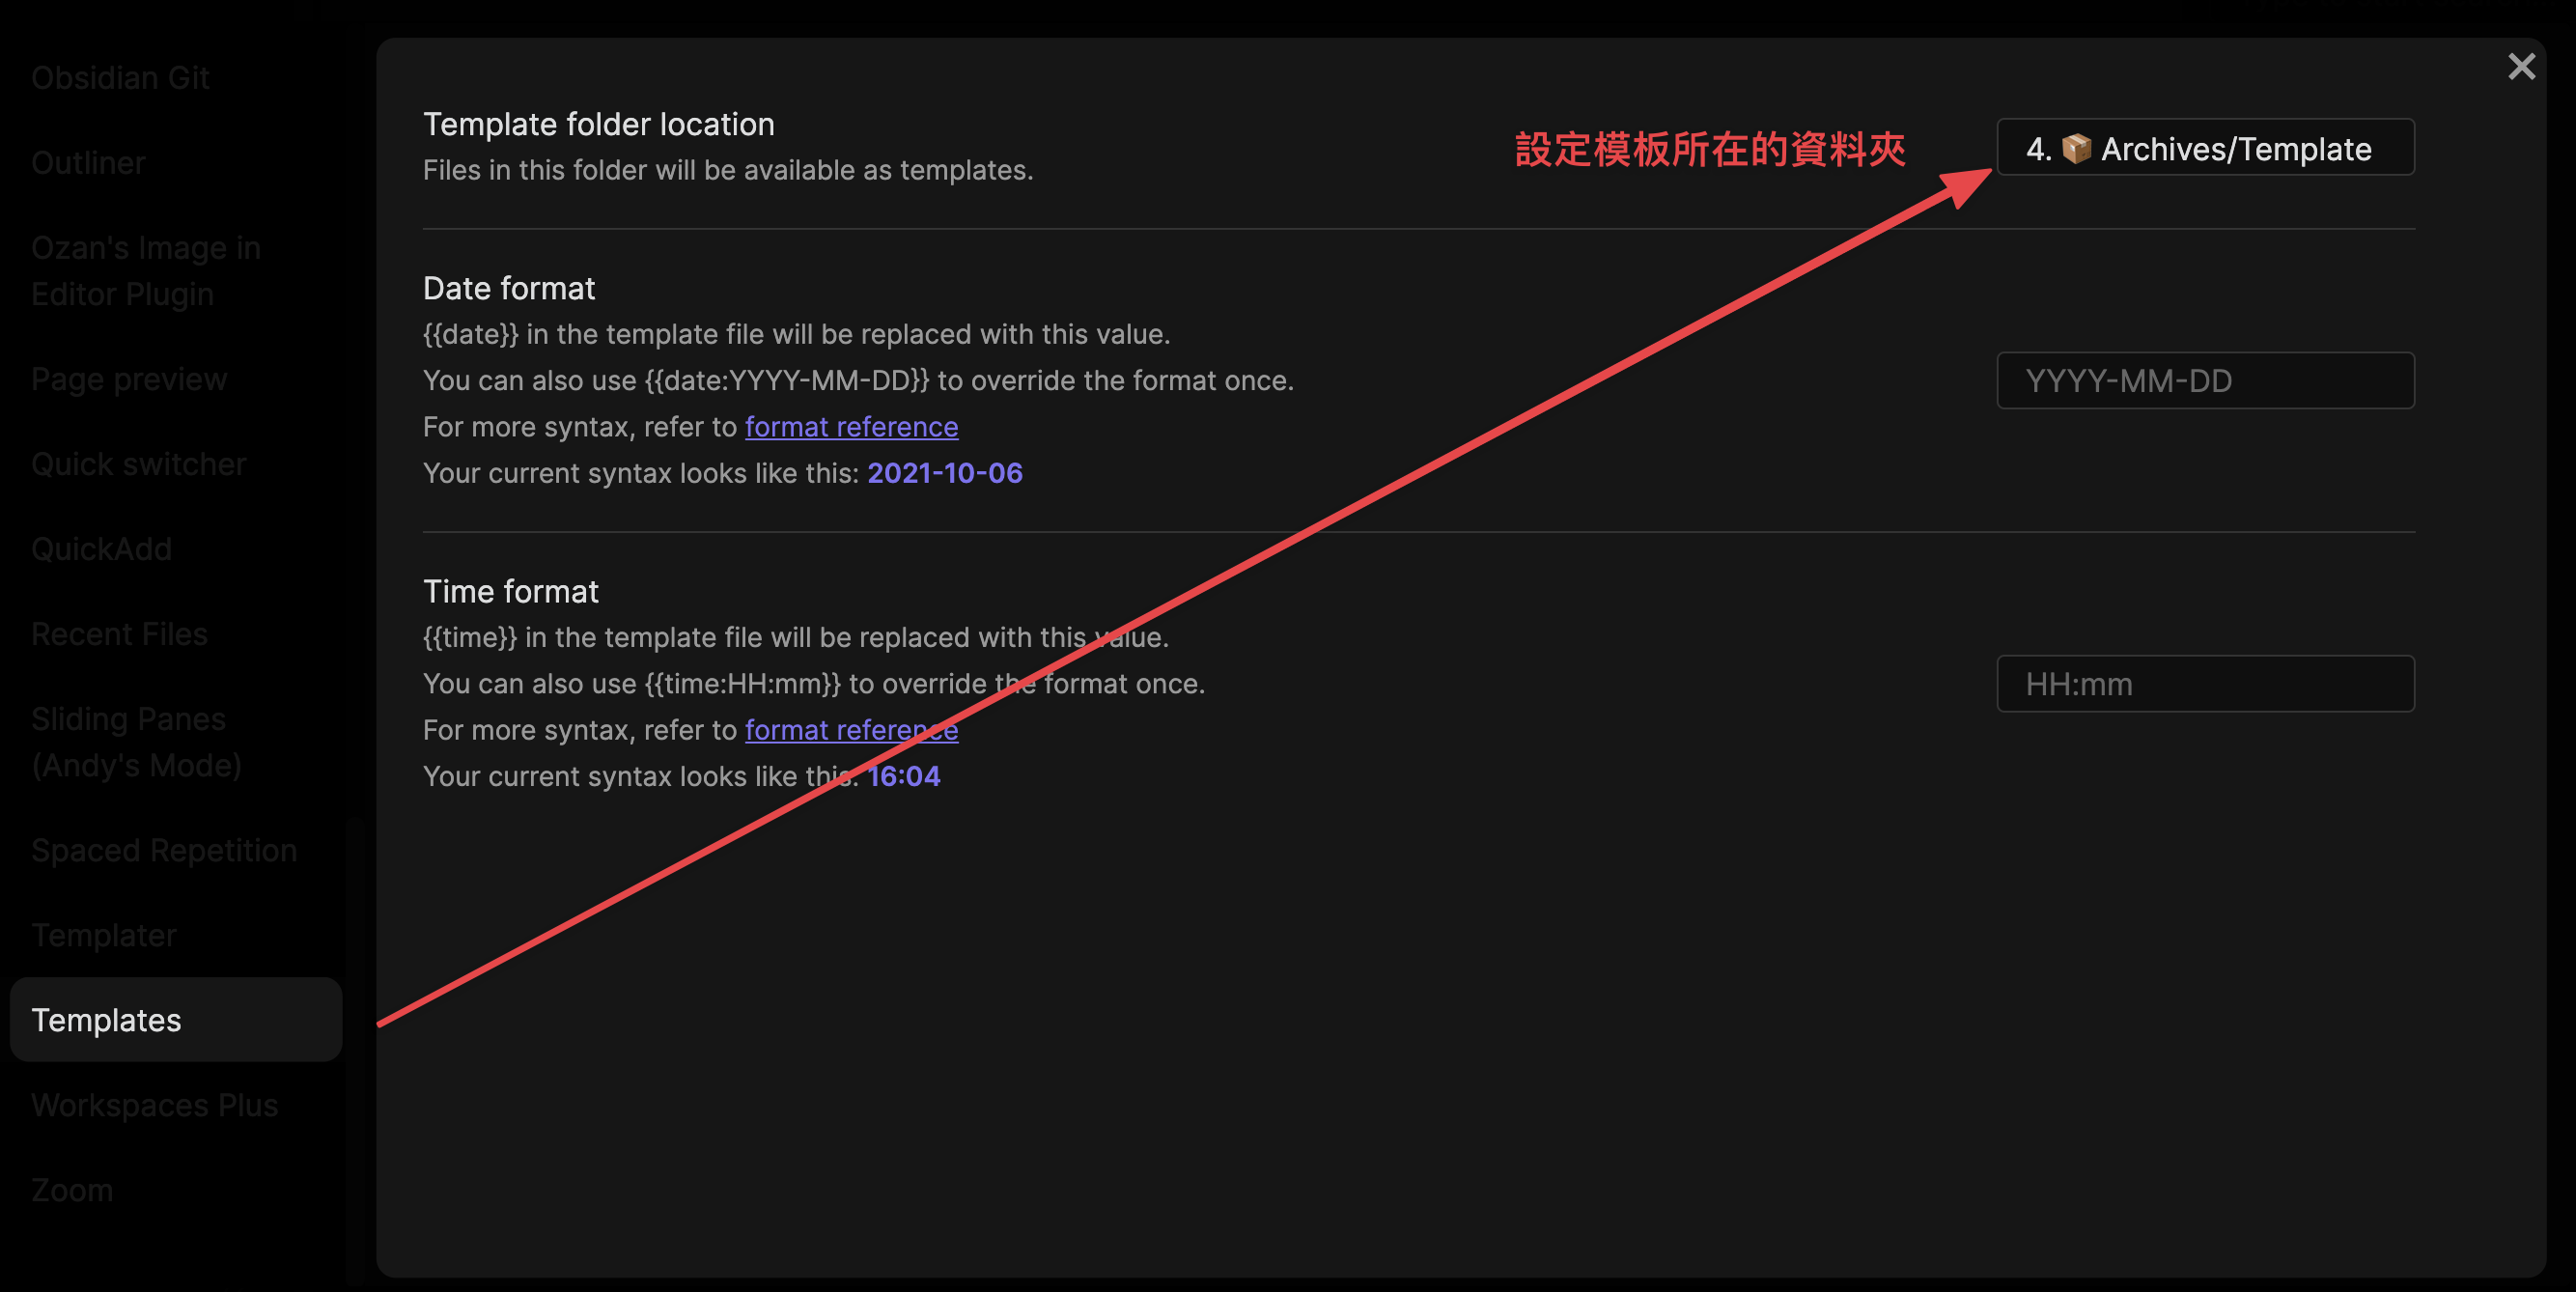 Obsidian Git
Outliner
Ozan's Image in
Editor Plugin
Page preview
Quick switcher
QuickAdd
Recent Files
Sliding Panes
(Andy's Mode)
Spaced Repetition
Templater
Templates
Workspaces Plus
Zoom
Template folder location
Files in this folder will be available as templates.
設定模板所在的資料夾
4. 📦 Archives/Template
Date format
{{date}} in the template file will be replaced with this value.
You can also use {{date:YYYY-MM-DD}} to override the format once.
For more syntax, refer to format reference
Your current syntax looks like this: 2021-10-06
YYYY-MM-DD
Time format
{{time}} in the template file will be replaced with this value.
You can also use {{time:HH:mm}} to override the format once.
For more syntax, refer to format reference
Your current syntax looks like this: 16:04
HH:mm